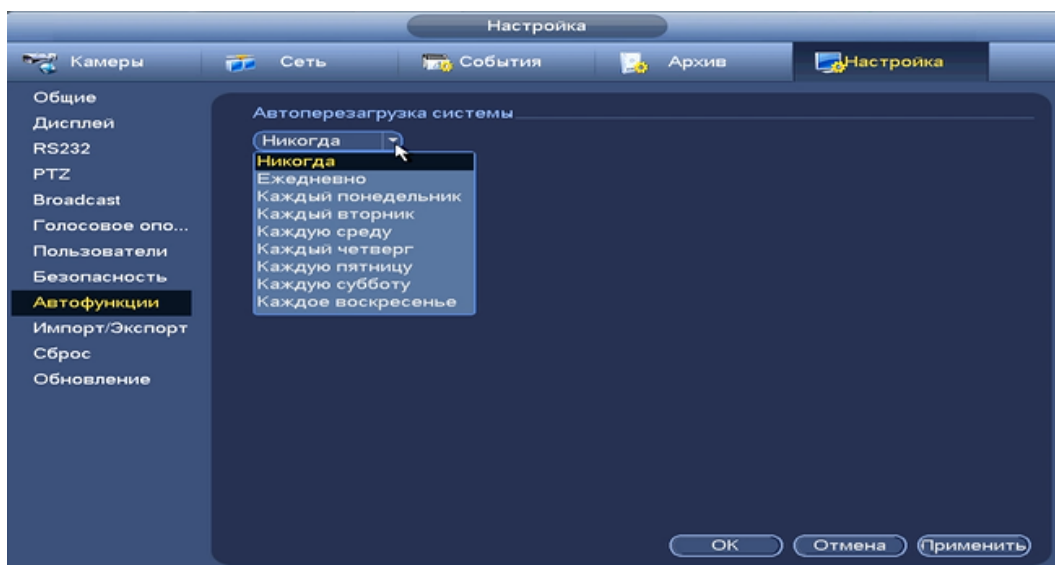 Настройка
Камеры Сеть События Архив Настройка
Общие
Дисплей
RS232
PTZ
Broadcast
Голосовое опо...
Пользователи
Безопасность
Автофункции
Импорт/Экспорт
Сброс
Обновление
Автоперезагрузка системы
Никогда
Никогда
Ежедневно
Каждый понедельник
Каждый вторник
Каждую среду
Каждый четверг
Каждую пятницу
Каждую субботу
Каждое воскресенье
OK Отмена Применить